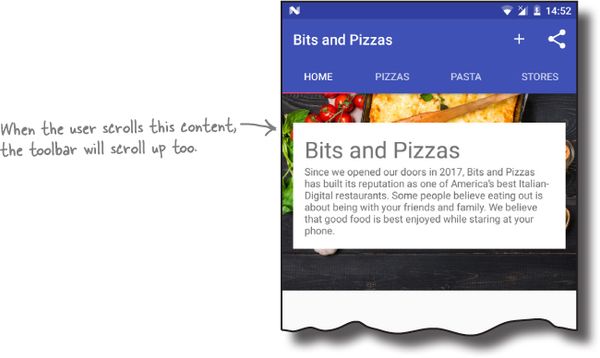 14:52
Bits and Pizzas
HOME PIZZAS PASTA STORES
When the user scrolls this content,
the toolbar will scroll up too.
Bits and Pizzas
Since we opened our doors in 2017, Bits and Pizzas
has built its reputation as one of America's best Italian-
Digital restaurants. Some people believe eating out is
about being with your friends and family. We believe
that good food is best enjoyed while staring at your
phone.